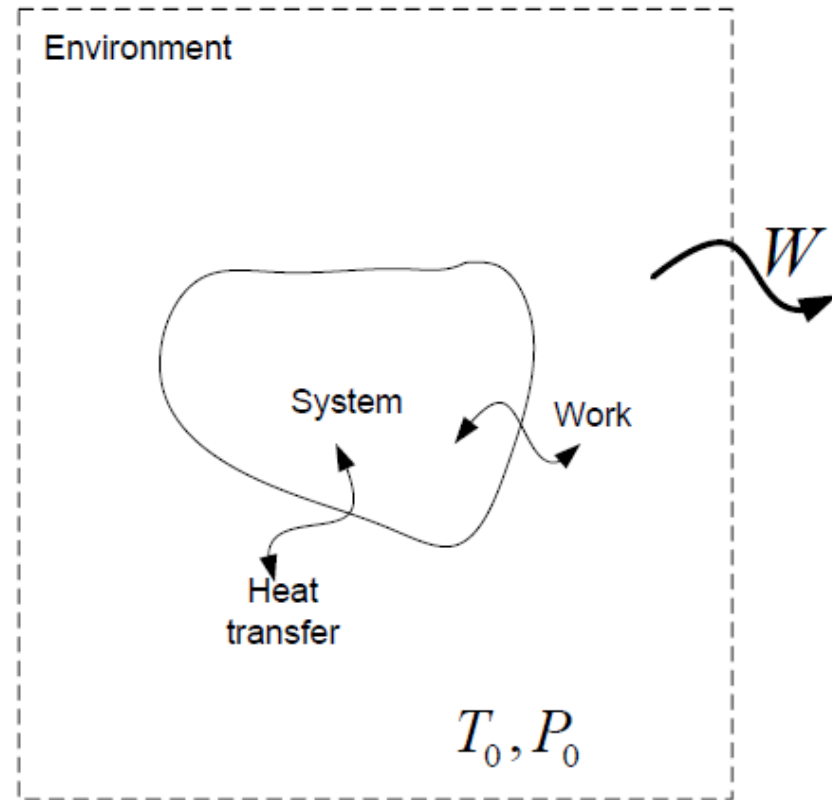 Environment
W
System
Work
Heat
transfer
T₀, P₀